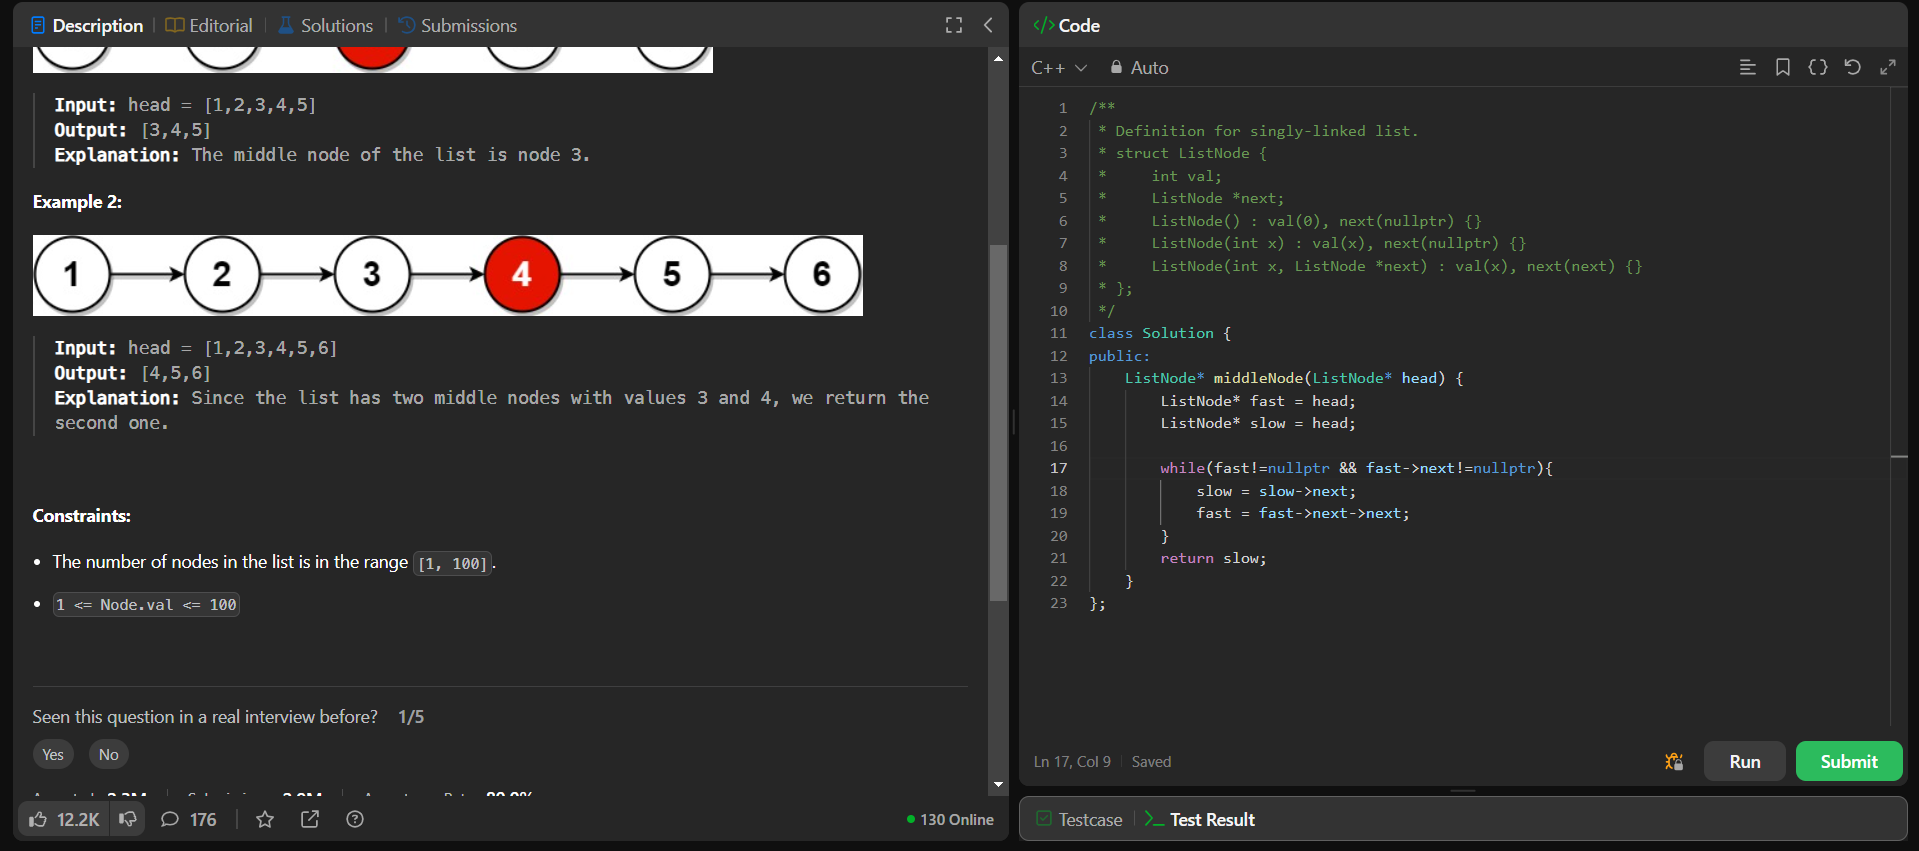 Description | Editorial | Solutions | Submissions
Input: head = [1,2,3,4,5]
Output: [3,4,5]
Explanation: The middle node of the list is node 3.
Example 2:
1 2 3 4 5 6
Input: head = [1,2,3,4,5,6]
Output: [4,5,6]
Explanation: Since the list has two middle nodes with values 3 and 4, we return the
second one.
Constraints:
• The number of nodes in the list is in the range [1, 100].
• 1 <= Node.val <= 100
Seen this question in a real interview before? 1/5
Yes No
12.2K 176 130 Online
</> Code
C++ Auto
1 /**
2 * Definition for singly-linked list.
3 * struct ListNode {
4 * int val;
5 * ListNode *next;
6 * ListNode() : val(0), next(nullptr) {}
7 * ListNode(int x) : val(x), next(nullptr) {}
8 * ListNode(int x, ListNode *next) : val(x), next(next) {}
9 * };
10 */
11 class Solution {
12 public:
13 ListNode* middleNode(ListNode* head) {
14 ListNode* fast = head;
15 ListNode* slow = head;
16
17 while(fast!=nullptr && fast->next!=nullptr){
18 slow = slow->next;
19 fast = fast->next->next;
20 }
21 return slow;
22 }
23 };
Ln 17, Col 9 | Saved
Run Submit
Testcase | >_ Test Result